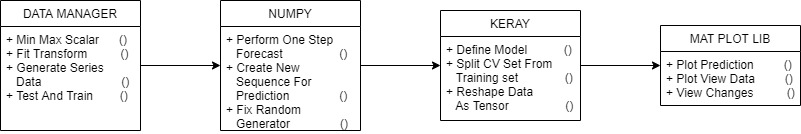 DATA MANAGER
+ Min Max Scalar ()
+ Fit Transform ()
+ Generate Series
Data ()
+ Test And Train ()
NUMPY
+ Perform One Step
Forecast ()
+ Create New
Sequence For
Prediction ()
+ Fix Random
Generator ()
KERAY
+ Define Model ()
+ Split CV Set From
Training set ()
+ Reshape Data
As Tensor ()
MAT PLOT LIB
+ Plot Prediction ()
+ Plot View Data ()
+ View Changes ()